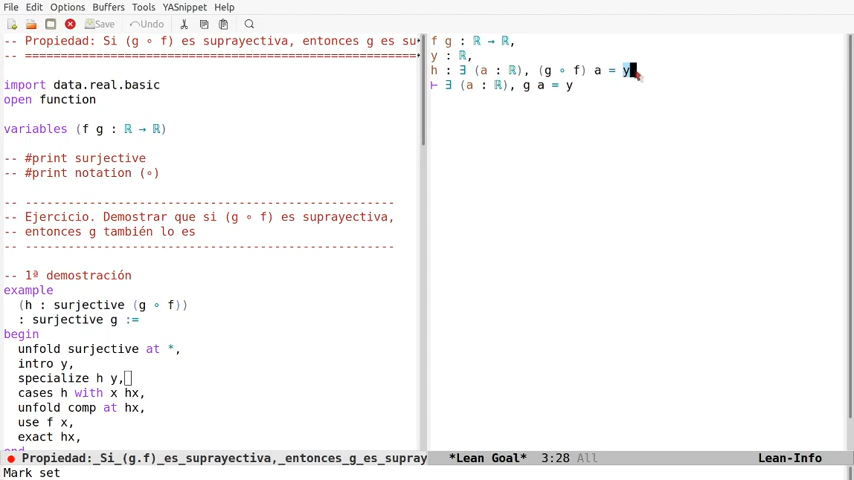 File Edit Options Buffers Tools YASnippet Help
Save Undo
-- Propiedad: Si (g ∘ f) es suprayectiva, entonces g es su
-- ======================================================
import data.real.basic
open function
variables (f g : ℝ → ℝ)
-- #print surjective
-- #print notation (∘)
-- ---------------------------------------------------
-- Ejercicio. Demostrar que si (g ∘ f) es suprayectiva,
-- entonces g también lo es
-- ---------------------------------------------------
-- 1ª demostración
example
(h : surjective (g ∘ f))
: surjective g :=
begin
unfold surjective at *,
intro y,
specialize h y,
cases h with x hx,
unfold comp at hx,
use f x,
exact hx,
end
f g : ℝ → ℝ,
y : ℝ,
h : ∃ (a : ℝ), (g ∘ f) a = y
⊢ ∃ (a : ℝ), g a = y
Propiedad:_Si_(g.f)_es_suprayectiva,_entonces_g_es_supray
*Lean Goal* 3:28 All Lean-Info
Mark set